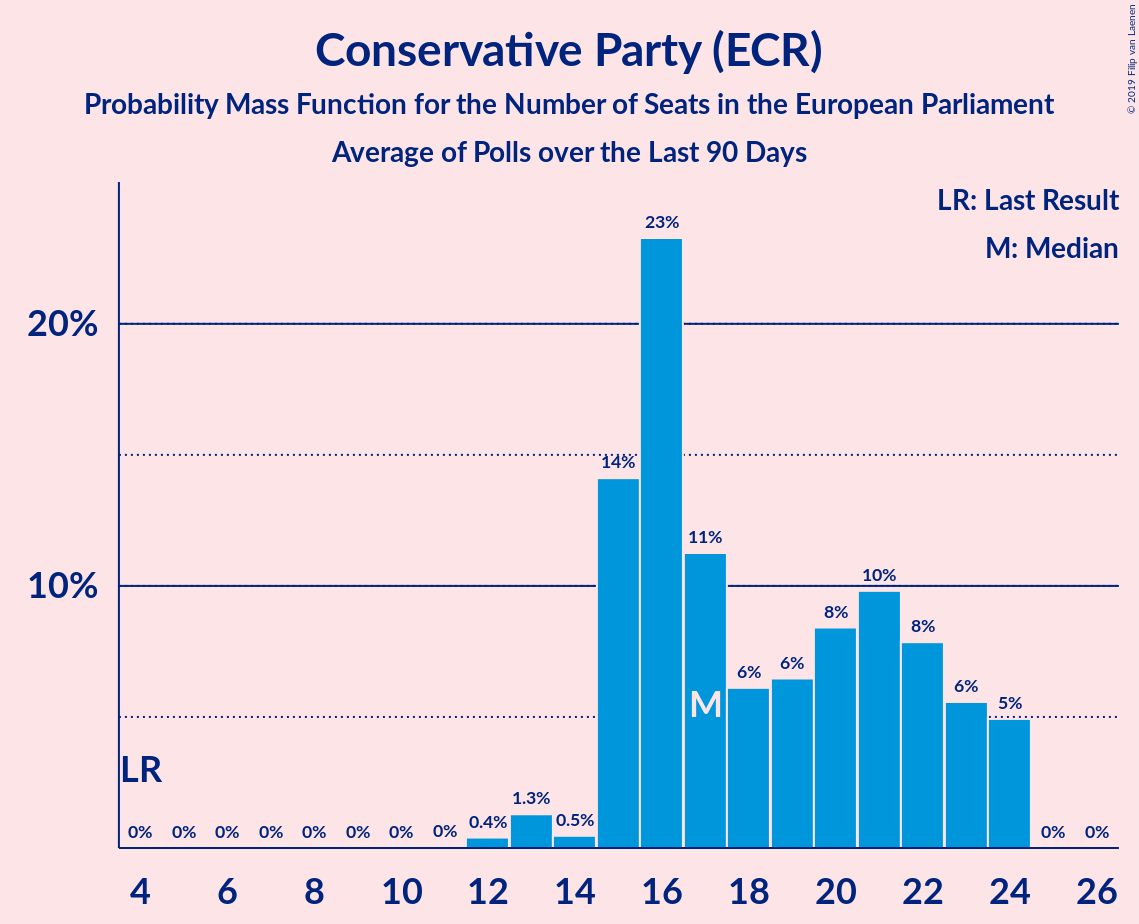 Conservative Party (ECR)
Probability Mass Function for the Number of Seats in the European Parliament
Average of Polls over the Last 90 Days
© 2019 Filip van Laenen
LR: Last Result
M: Median
23%
20%
14%
11%
10%
10%
8%
8%
6%
6%
6%
5%
M
LR
0% 0% 0% 0% 0% 0% 0% 0% 0.4% 1.3% 0.5% 0% 0%
4 6 8 10 12 14 16 18 20 22 24 26